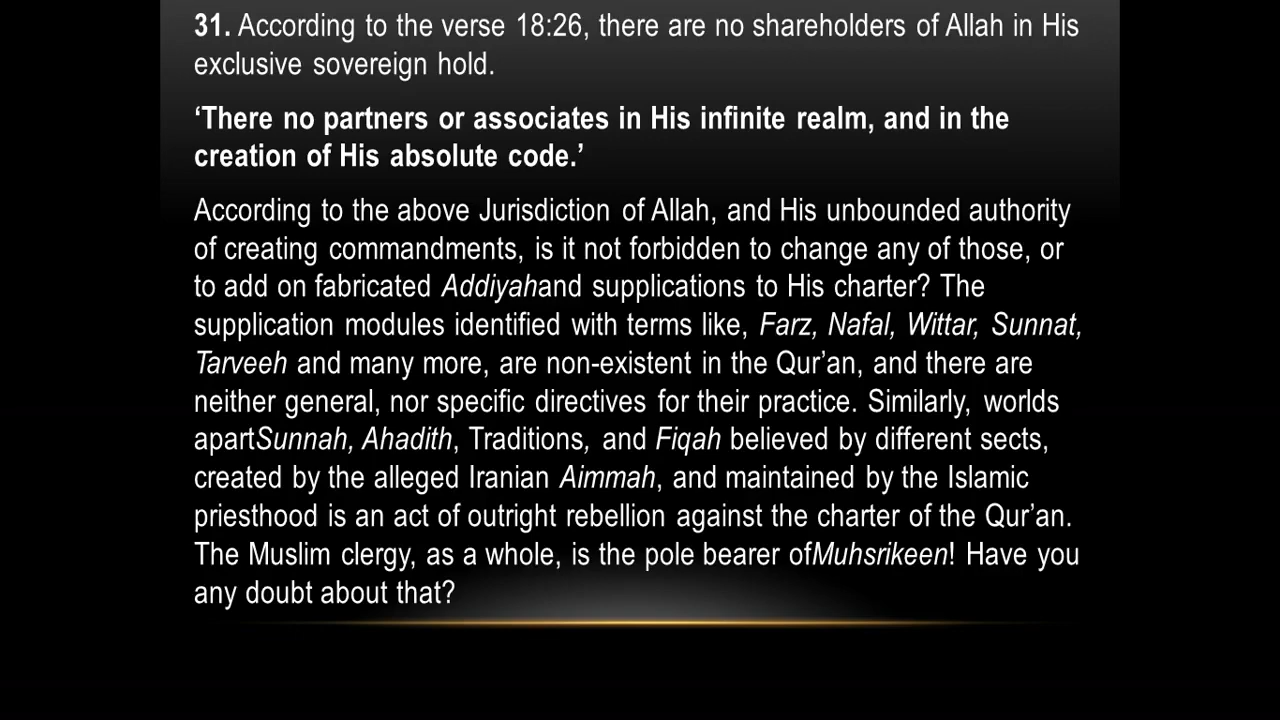 31. According to the verse 18:26, there are no shareholders of Allah in His
exclusive sovereign hold.
‘There no partners or associates in His infinite realm, and in the
creation of His absolute code.’
According to the above Jurisdiction of Allah, and His unbounded authority
of creating commandments, is it not forbidden to change any of those, or
to add on fabricated Addiyahand supplications to His charter? The
supplication modules identified with terms like, Farz, Nafal, Wittar, Sunnat,
Tarveeh and many more, are non-existent in the Qur’an, and there are
neither general, nor specific directives for their practice. Similarly, worlds
apartSunnah, Ahadith, Traditions, and Fiqah believed by different sects,
created by the alleged Iranian Aimmah, and maintained by the Islamic
priesthood is an act of outright rebellion against the charter of the Qur’an.
The Muslim clergy, as a whole, is the pole bearer ofMuhsrikeen! Have you
any doubt about that?